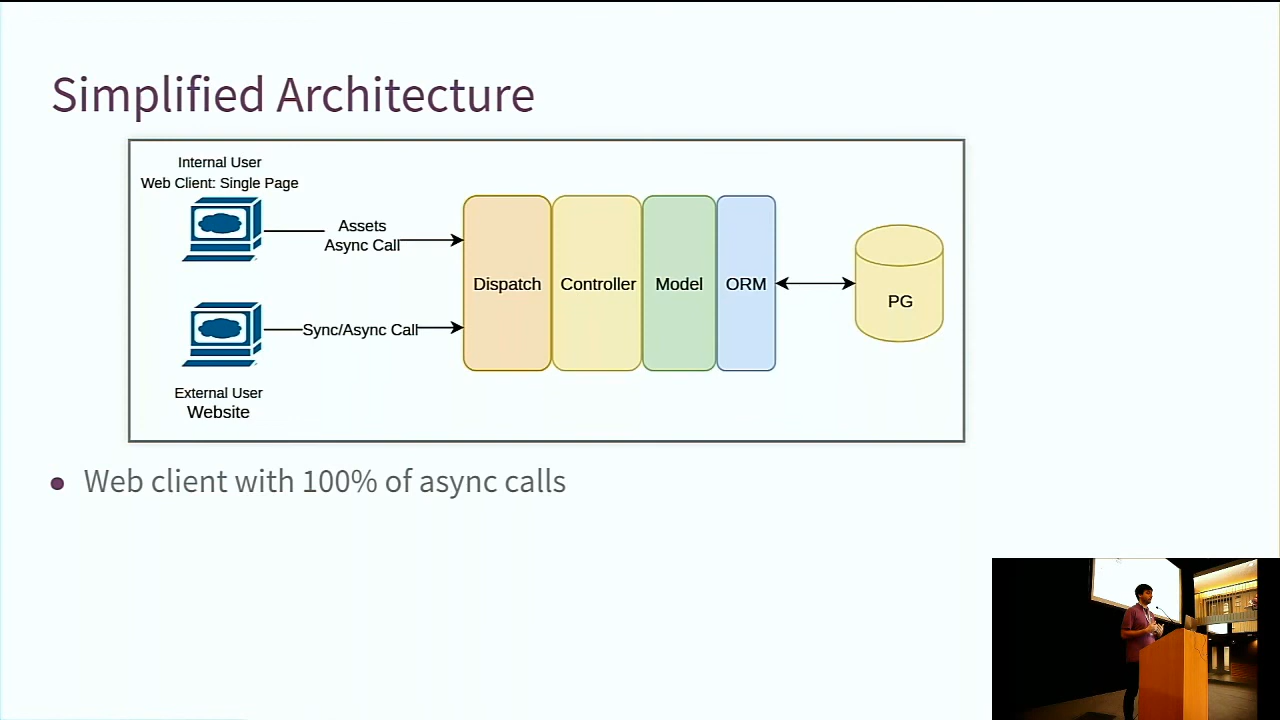 Simplified Architecture
Internal User
Web Client: Single Page
Assets
Async Call
Dispatch
Controller
Model
ORM
PG
Sync/Async Call
External User
Website
Web client with 100% of async calls